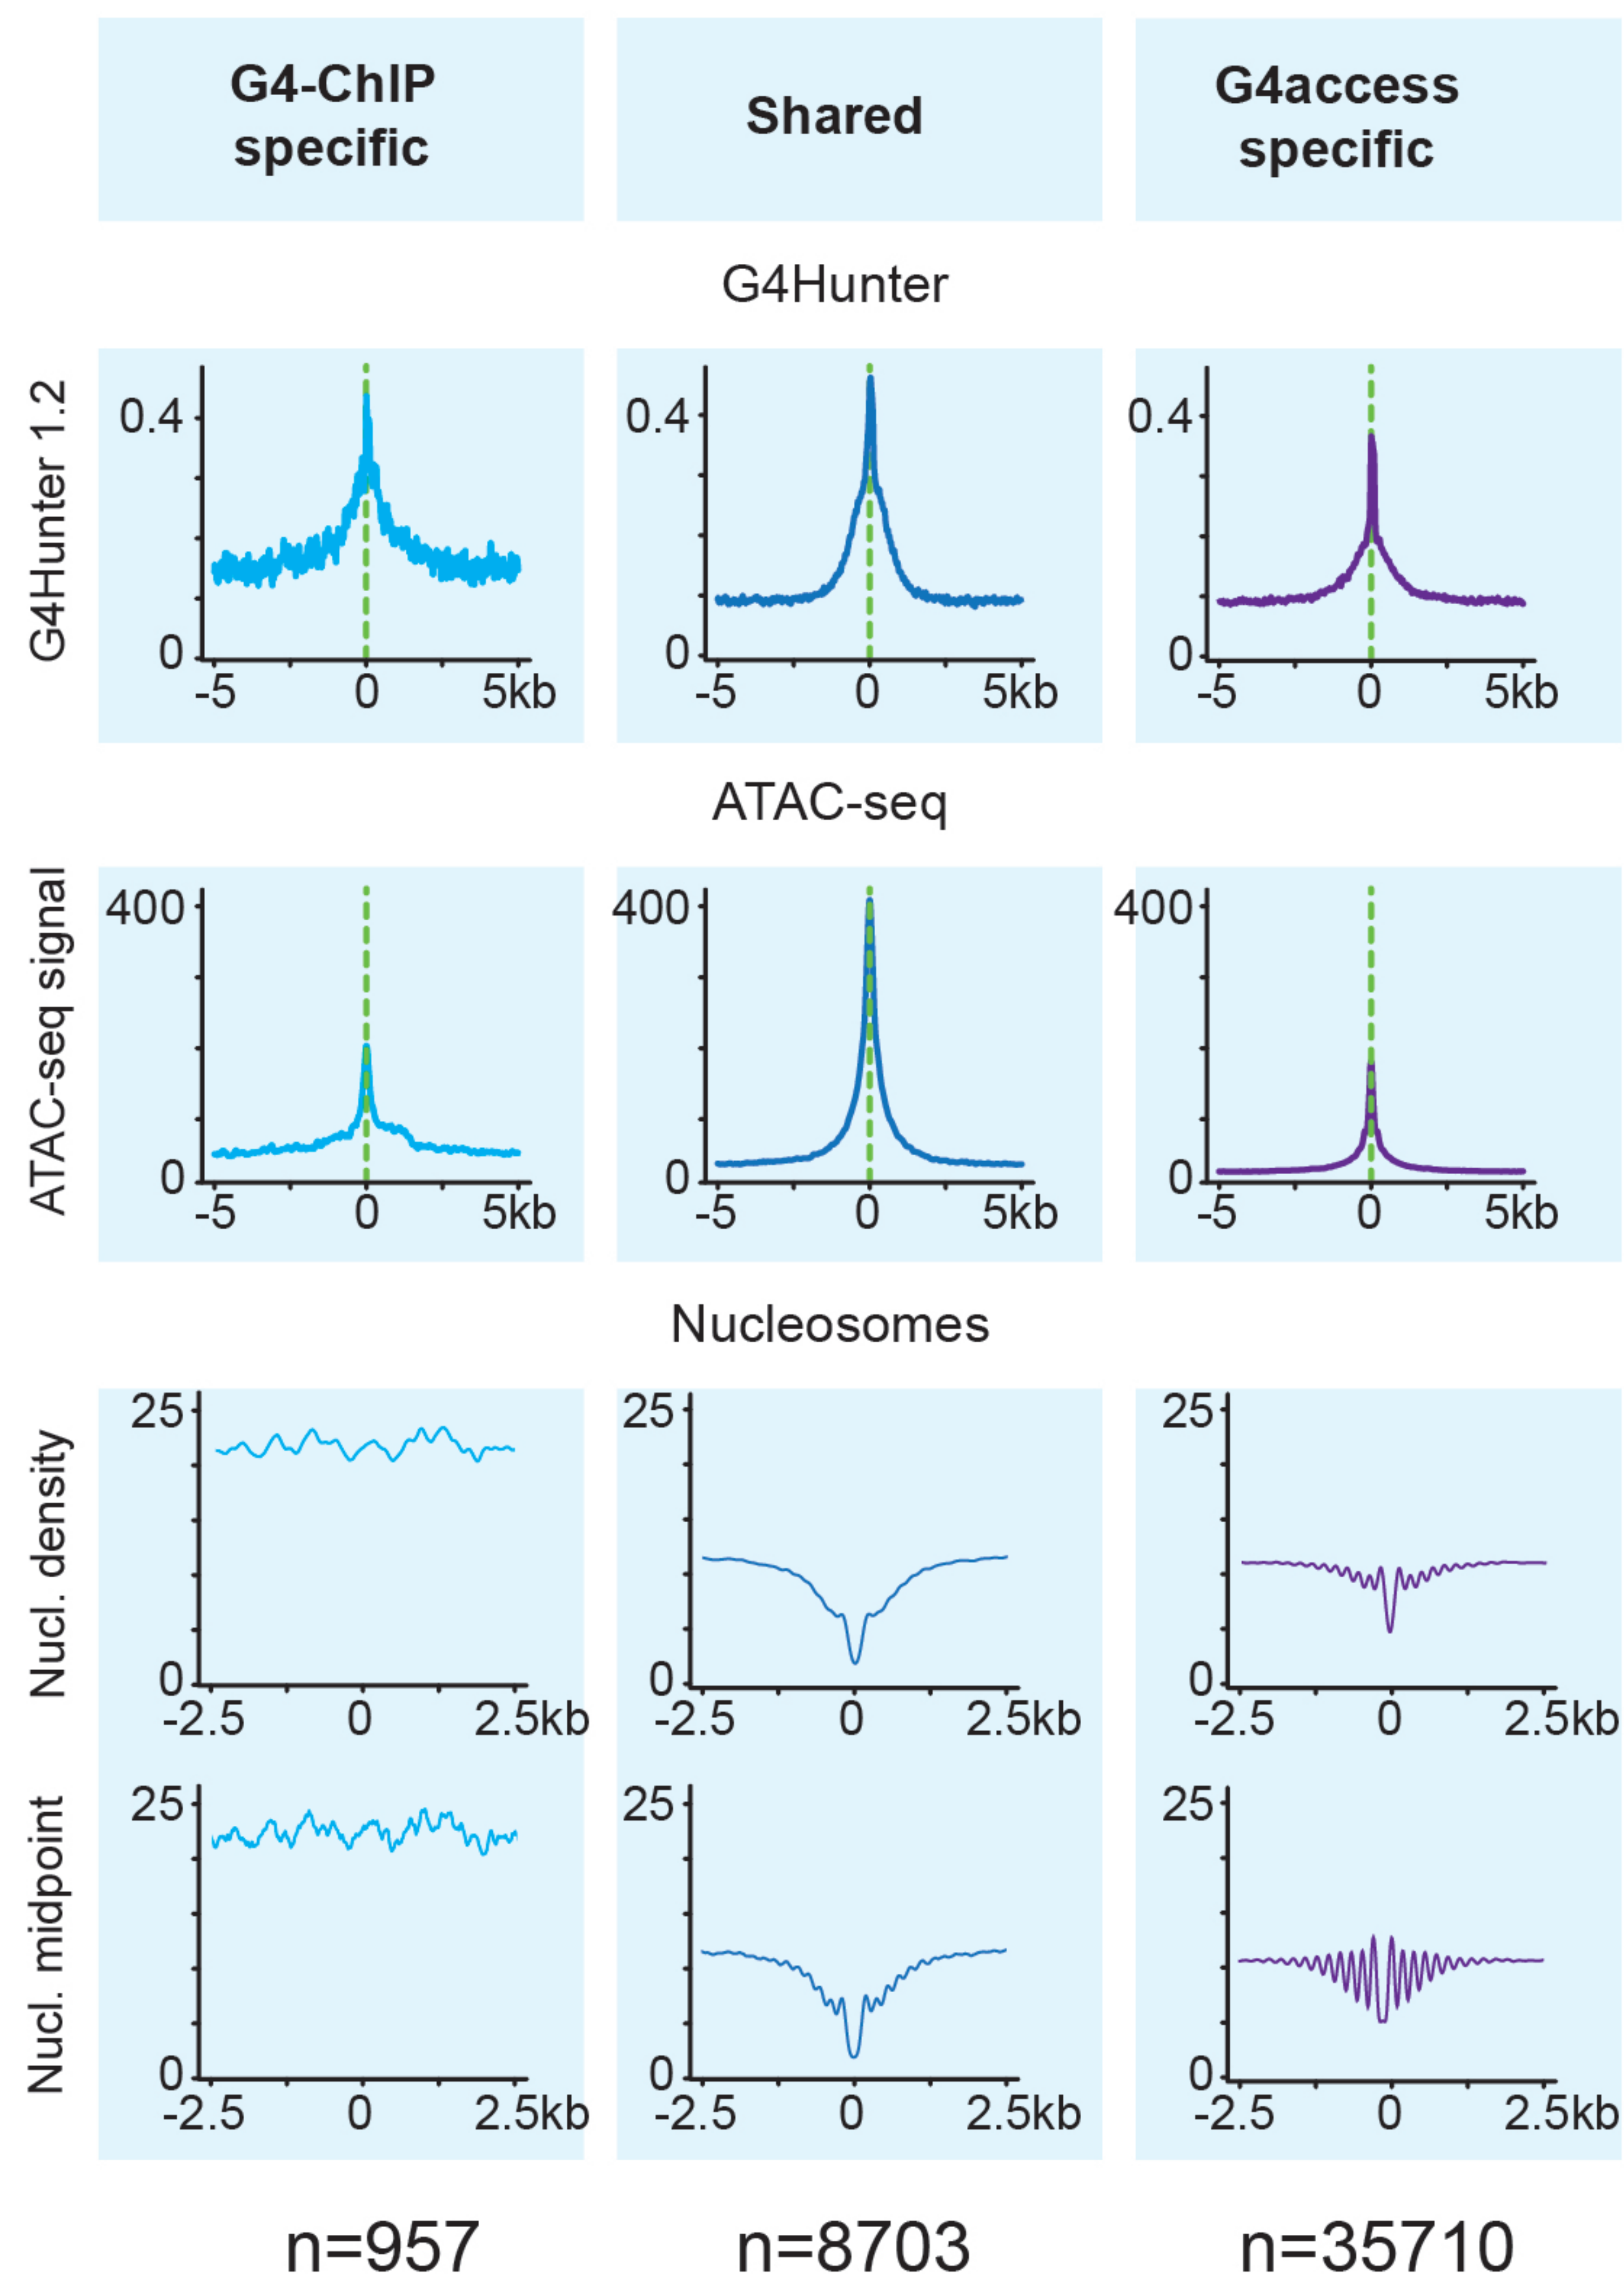 G4-ChIP
specific
Shared
G4access
specific
G4Hunter
G4Hunter 1.2
0.4
0
-5 0 5kb
0.4
0
-5 0 5kb
0.4
0
-5 0 5kb
ATAC-seq
ATAC-seq signal
400
0
-5 0 5kb
400
0
-5 0 5kb
400
0
-5 0 5kb
Nucleosomes
Nucl. density
25
0
-2.5 0 2.5kb
25
0
-2.5 0 2.5kb
25
0
-2.5 0 2.5kb
Nucl. midpoint
25
0
-2.5 0 2.5kb
25
0
-2.5 0 2.5kb
25
0
-2.5 0 2.5kb
n=957 n=8703 n=35710